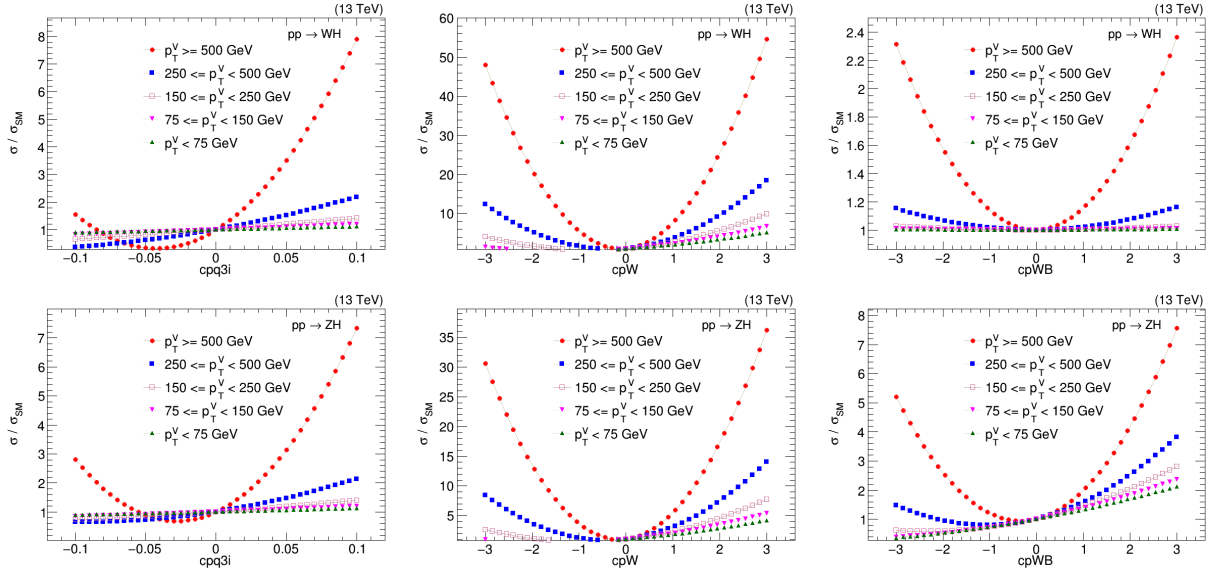 (13 TeV)
pp → WH
p_T^V >= 500 GeV
250 <= p_T^V < 500 GeV
150 <= p_T^V < 250 GeV
75 <= p_T^V < 150 GeV
p_T^V < 75 GeV
σ / σ_SM
8
7
6
5
4
3
2
1
−0.1
−0.05
0
0.05
0.1
cpq3i
(13 TeV)
pp → WH
p_T^V >= 500 GeV
250 <= p_T^V < 500 GeV
150 <= p_T^V < 250 GeV
75 <= p_T^V < 150 GeV
p_T^V < 75 GeV
σ / σ_SM
60
50
40
30
20
10
−3
−2
−1
0
1
2
3
cpW
(13 TeV)
pp → WH
p_T^V >= 500 GeV
250 <= p_T^V < 500 GeV
150 <= p_T^V < 250 GeV
75 <= p_T^V < 150 GeV
p_T^V < 75 GeV
σ / σ_SM
2.4
2.2
2
1.8
1.6
1.4
1.2
1
−3
−2
−1
0
1
2
3
cpWB
(13 TeV)
pp → ZH
p_T^V >= 500 GeV
250 <= p_T^V < 500 GeV
150 <= p_T^V < 250 GeV
75 <= p_T^V < 150 GeV
p_T^V < 75 GeV
σ / σ_SM
7
6
5
4
3
2
1
−0.1
−0.05
0
0.05
0.1
cpq3i
(13 TeV)
pp → ZH
p_T^V >= 500 GeV
250 <= p_T^V < 500 GeV
150 <= p_T^V < 250 GeV
75 <= p_T^V < 150 GeV
p_T^V < 75 GeV
σ / σ_SM
35
30
25
20
15
10
5
−3
−2
−1
0
1
2
3
cpW
(13 TeV)
pp → ZH
p_T^V >= 500 GeV
250 <= p_T^V < 500 GeV
150 <= p_T^V < 250 GeV
75 <= p_T^V < 150 GeV
p_T^V < 75 GeV
σ / σ_SM
8
7
6
5
4
3
2
1
−3
−2
−1
0
1
2
3
cpWB